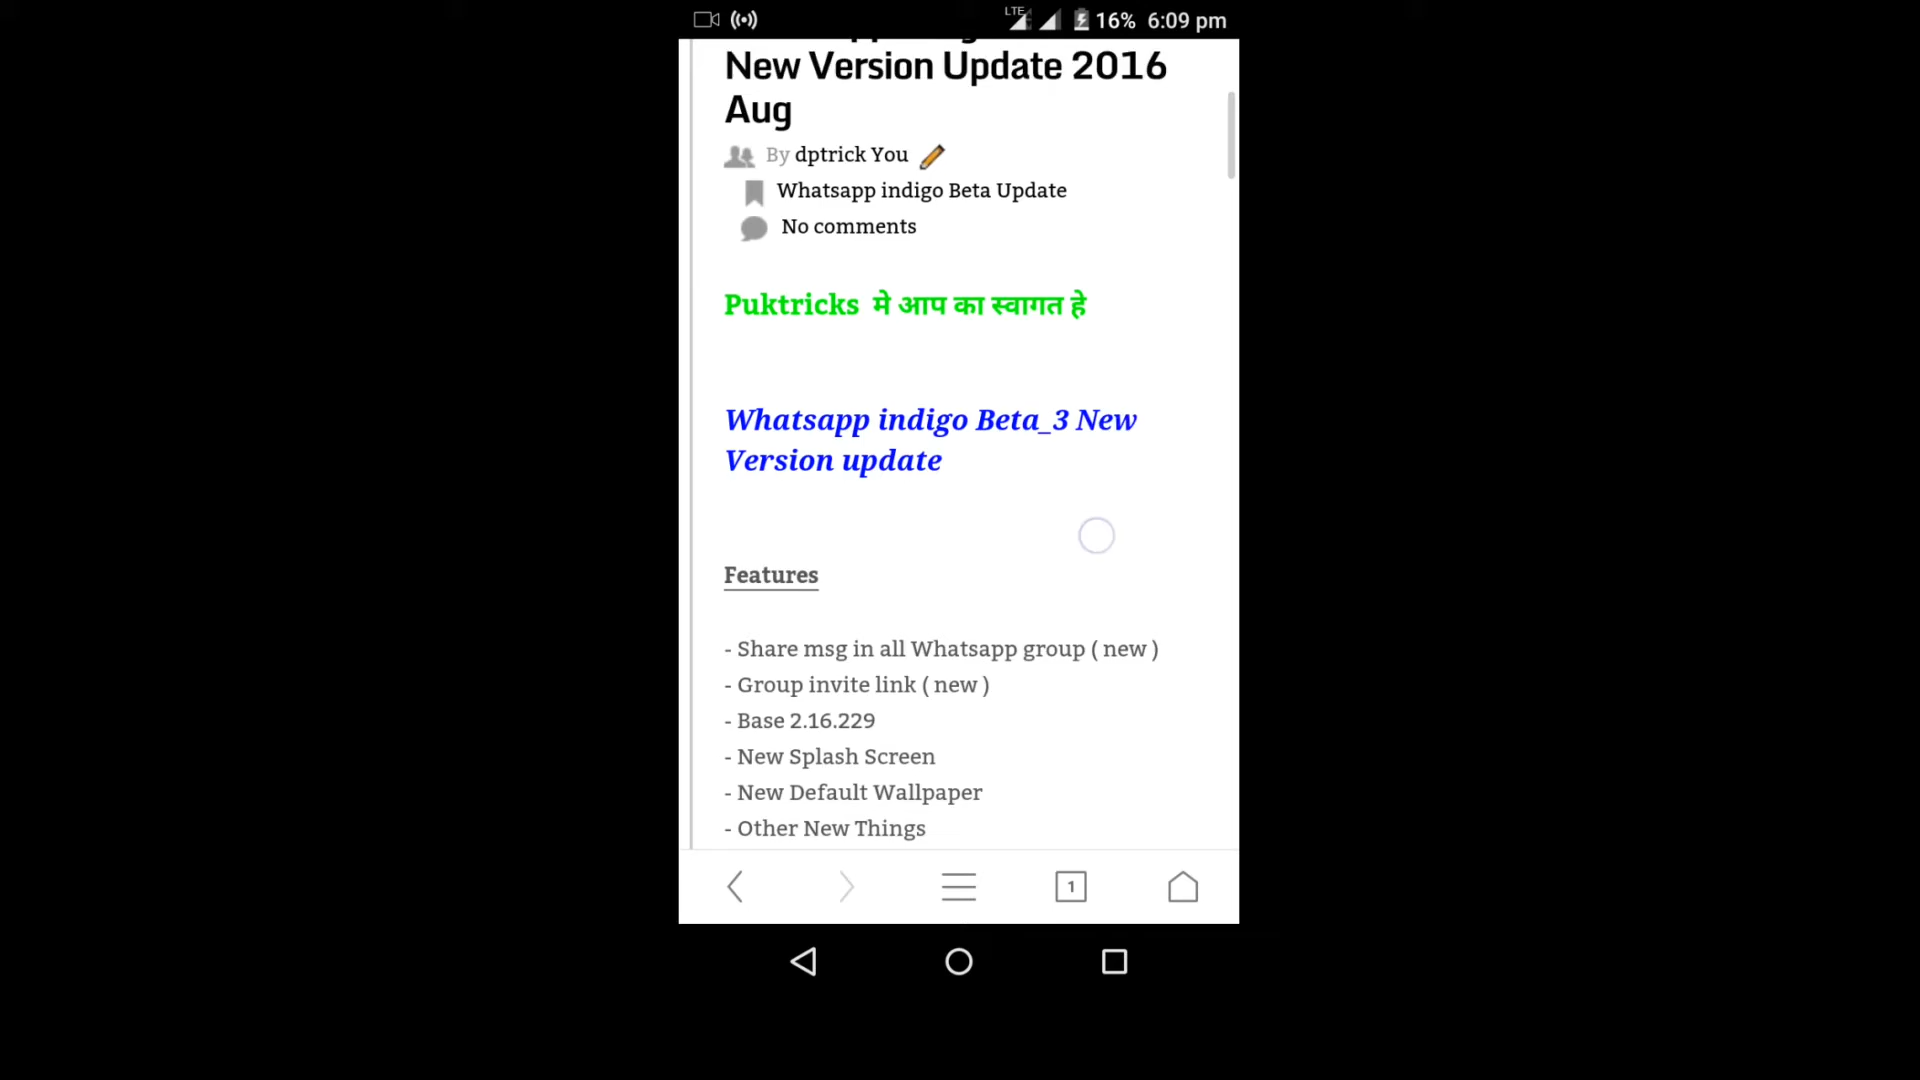 LTE 16% 6:09 pm
New Version Update 2016
Aug
By dptrick You
Whatsapp indigo Beta Update
No comments
Puktricks मे आप का स्वागत हे
Whatsapp indigo Beta_3 New
Version update
Features
- Share msg in all Whatsapp group ( new )
- Group invite link ( new )
- Base 2.16.229
- New Splash Screen
- New Default Wallpaper
- Other New Things
1